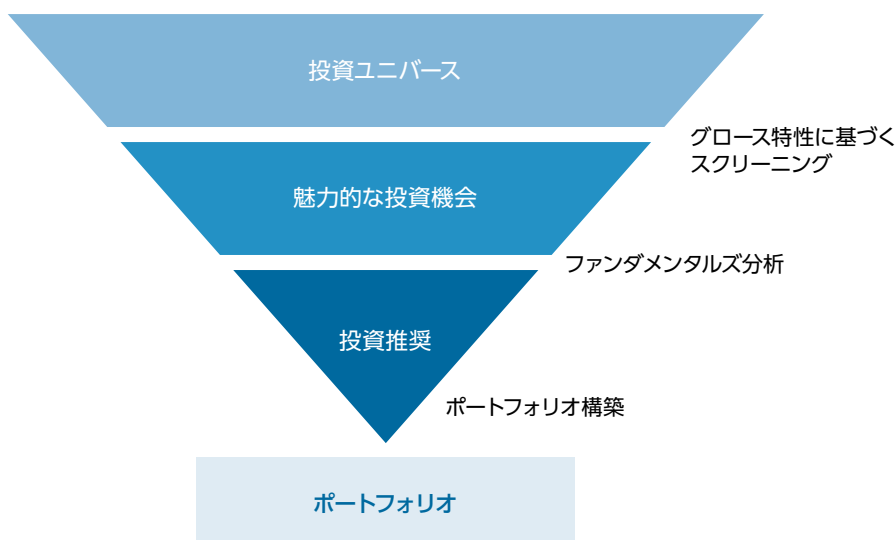 投資ユニバース
グロース特性に基づく
スクリーニング
魅力的な投資機会
ファンダメンタルズ分析
投資推奨
ポートフォリオ構築
ポートフォリオ